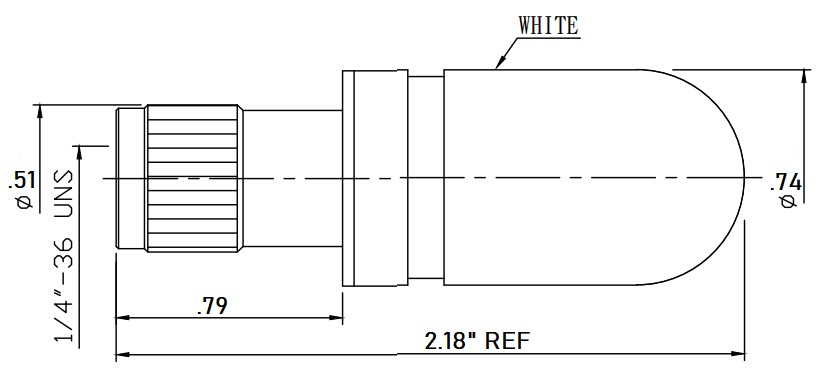 WHITE
.51
⌀
1/4"-36 UNS
.74
⌀
.79
2.18" REF